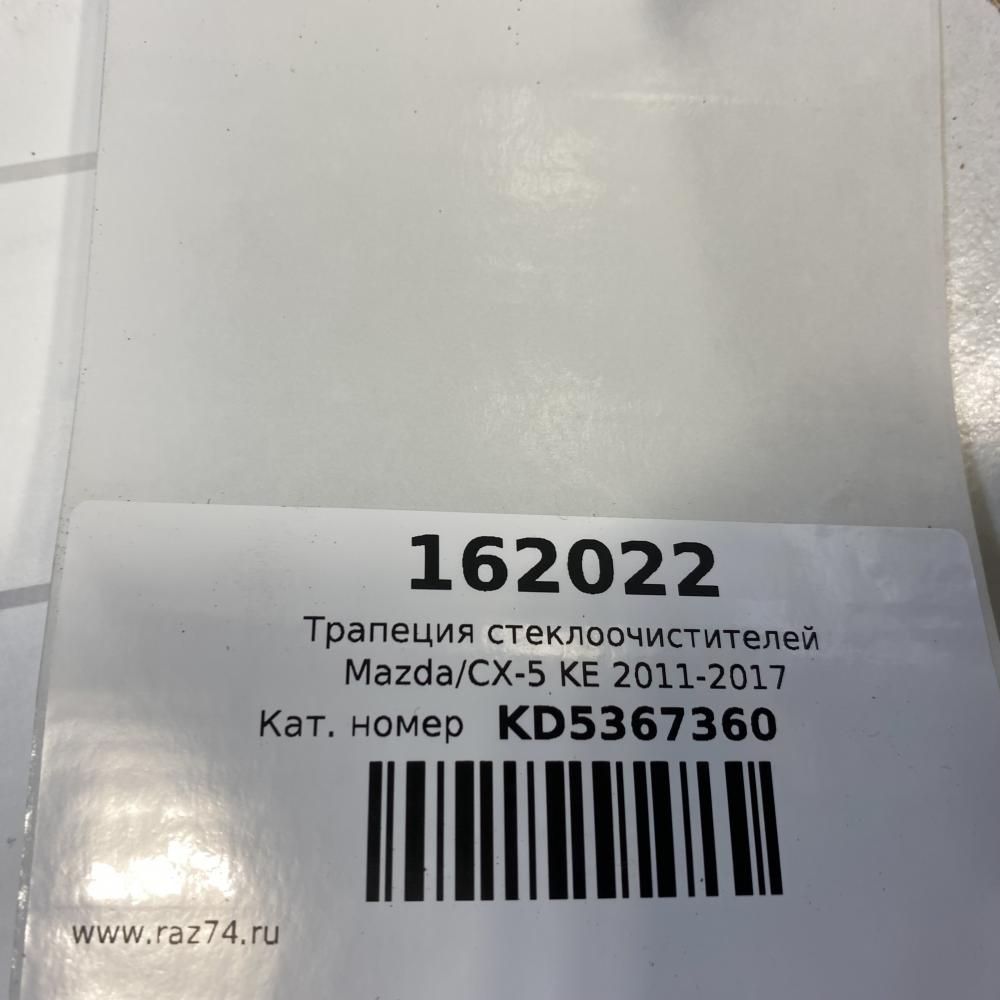 162022
Трапеция стеклоочистителей
Mazda/CX-5 KE 2011-2017
Кат. номер KD5367360
www.raz74.ru